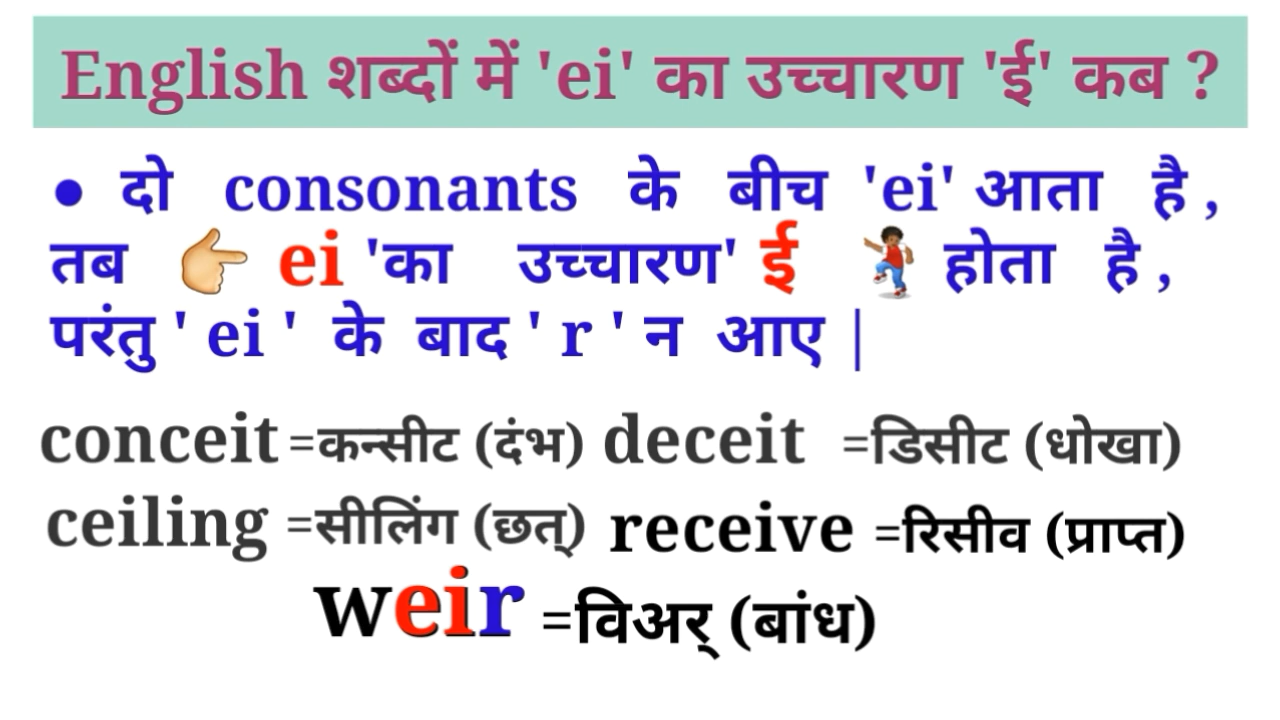 English शब्दों में 'ei' का उच्चारण 'ई' कब ?
● दो consonants के बीच 'ei' आता है ,
तब 👉 ei 'का उच्चारण' ई होता है ,
परंतु ' ei ' के बाद ' r ' न आए |
conceit =कन्सीट (दंभ) deceit =डिसीट (धोखा)
ceiling =सीलिंग (छत्) receive =रिसीव (प्राप्त)
weir =विअर् (बांध)